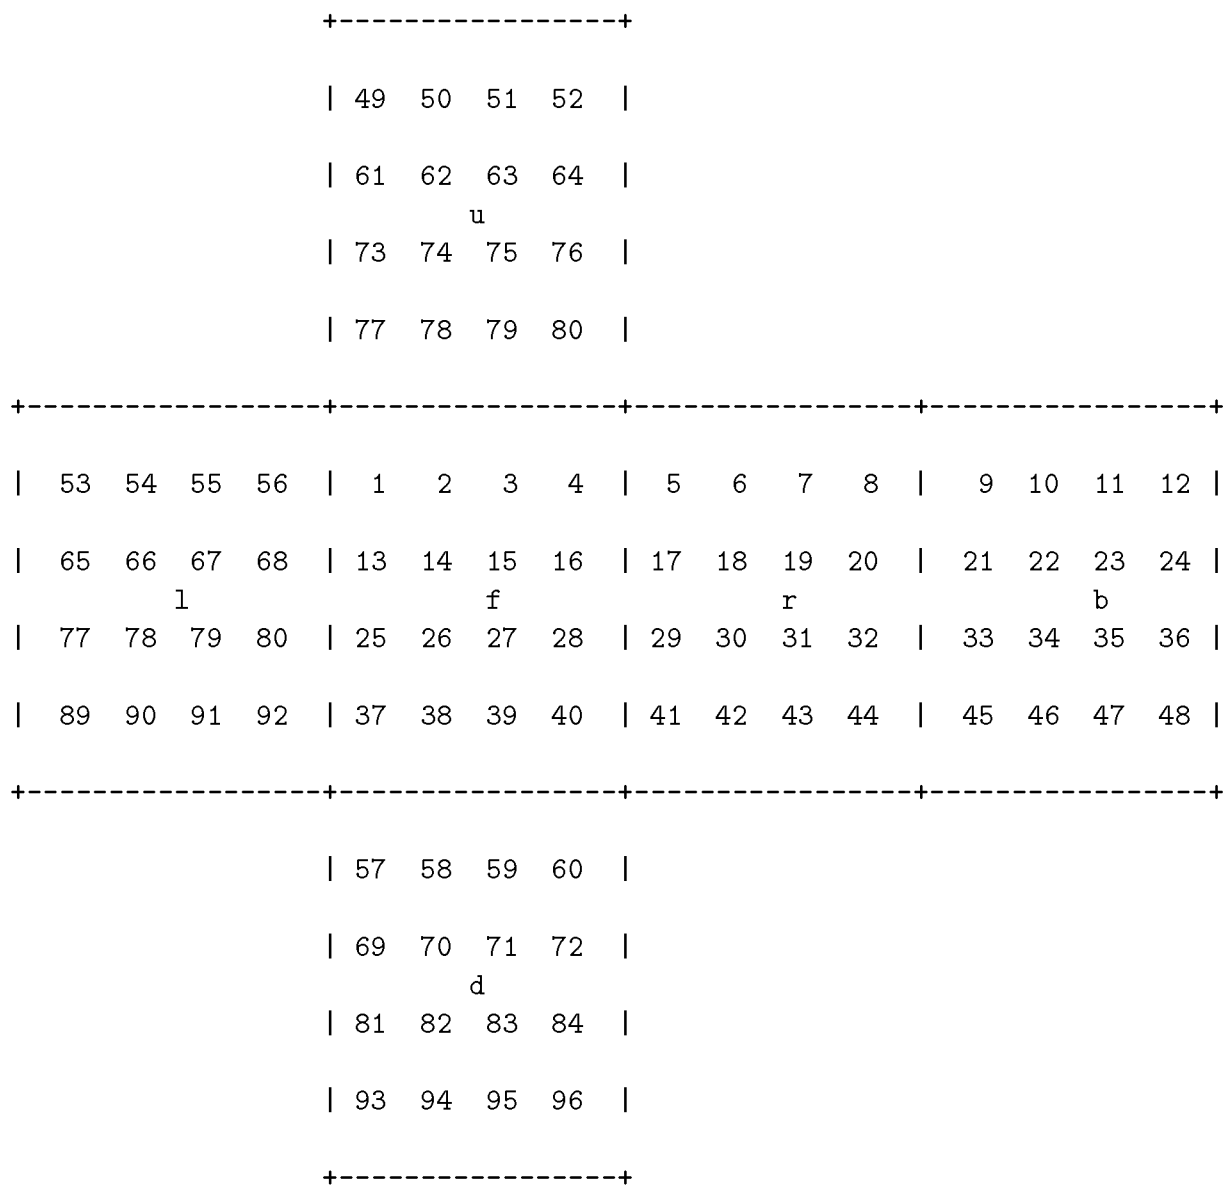 +-----------------+
| 49 50 51 52 |
| 61 62 63 64 |
u
| 73 74 75 76 |
| 77 78 79 80 |
+------------------+-----------------+-----------------+-----------------+
| 53 54 55 56 | 1 2 3 4 | 5 6 7 8 | 9 10 11 12 |
| 65 66 67 68 | 13 14 15 16 | 17 18 19 20 | 21 22 23 24 |
l f r b
| 77 78 79 80 | 25 26 27 28 | 29 30 31 32 | 33 34 35 36 |
| 89 90 91 92 | 37 38 39 40 | 41 42 43 44 | 45 46 47 48 |
+------------------+-----------------+-----------------+-----------------+
| 57 58 59 60 |
| 69 70 71 72 |
d
| 81 82 83 84 |
| 93 94 95 96 |
+-----------------+